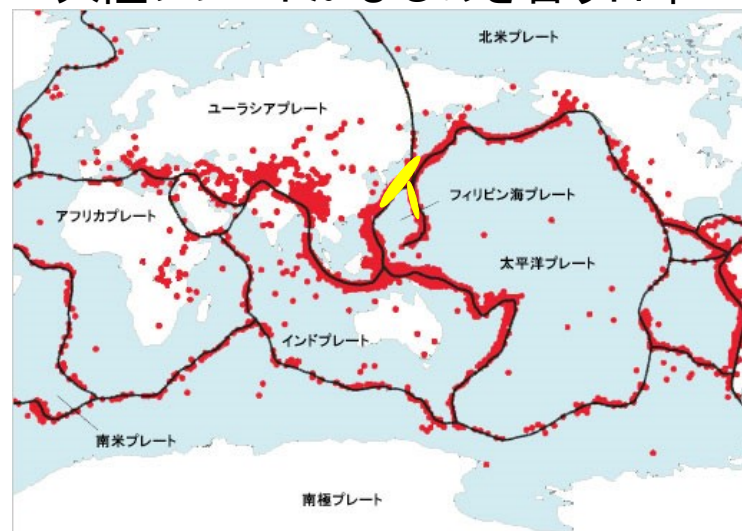 北米プレート
ユーラシアプレート
アフリカプレート
フィリピン海プレート
太平洋プレート
インドプレート
南米プレート
南極プレート